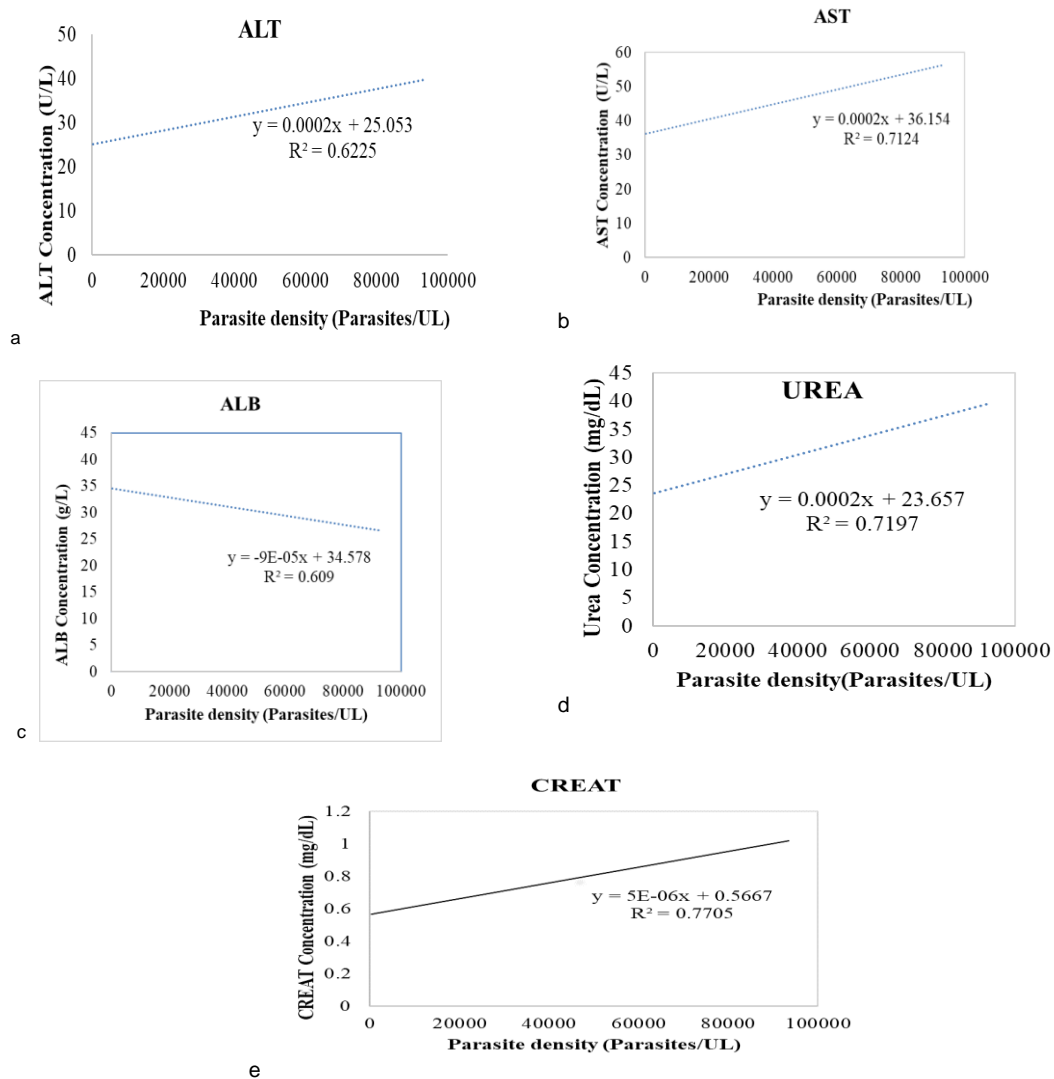 ALT
ALT Concentration (U/L)
50
40
30
20
10
0
y = 0.0002x + 25.053
R² = 0.6225
0 20000 40000 60000 80000 100000
Parasite density (Parasites/UL)
a
AST
AST Concentration (U/L)
60
50
40
30
20
10
0
y = 0.0002x + 36.154
R² = 0.7124
0 20000 40000 60000 80000 100000
Parasite density (Parasites/UL)
b
ALB
ALB Concentration (g/L)
45
40
35
30
25
20
15
10
5
0
y = -9E-05x + 34.578
R² = 0.609
0 20000 40000 60000 80000 100000
Parasite density (Parasites/UL)
c
UREA
Urea Concentration (mg/dL)
45
40
35
30
25
20
15
10
5
0
y = 0.0002x + 23.657
R² = 0.7197
0 20000 40000 60000 80000 100000
Parasite density(Parasites/UL)
d
CREAT
CREAT Concentration (mg/dL)
1.2
1
0.8
0.6
0.4
0.2
0
y = 5E-06x + 0.5667
R² = 0.7705
0 20000 40000 60000 80000 100000
Parasite density (Parasites/UL)
e